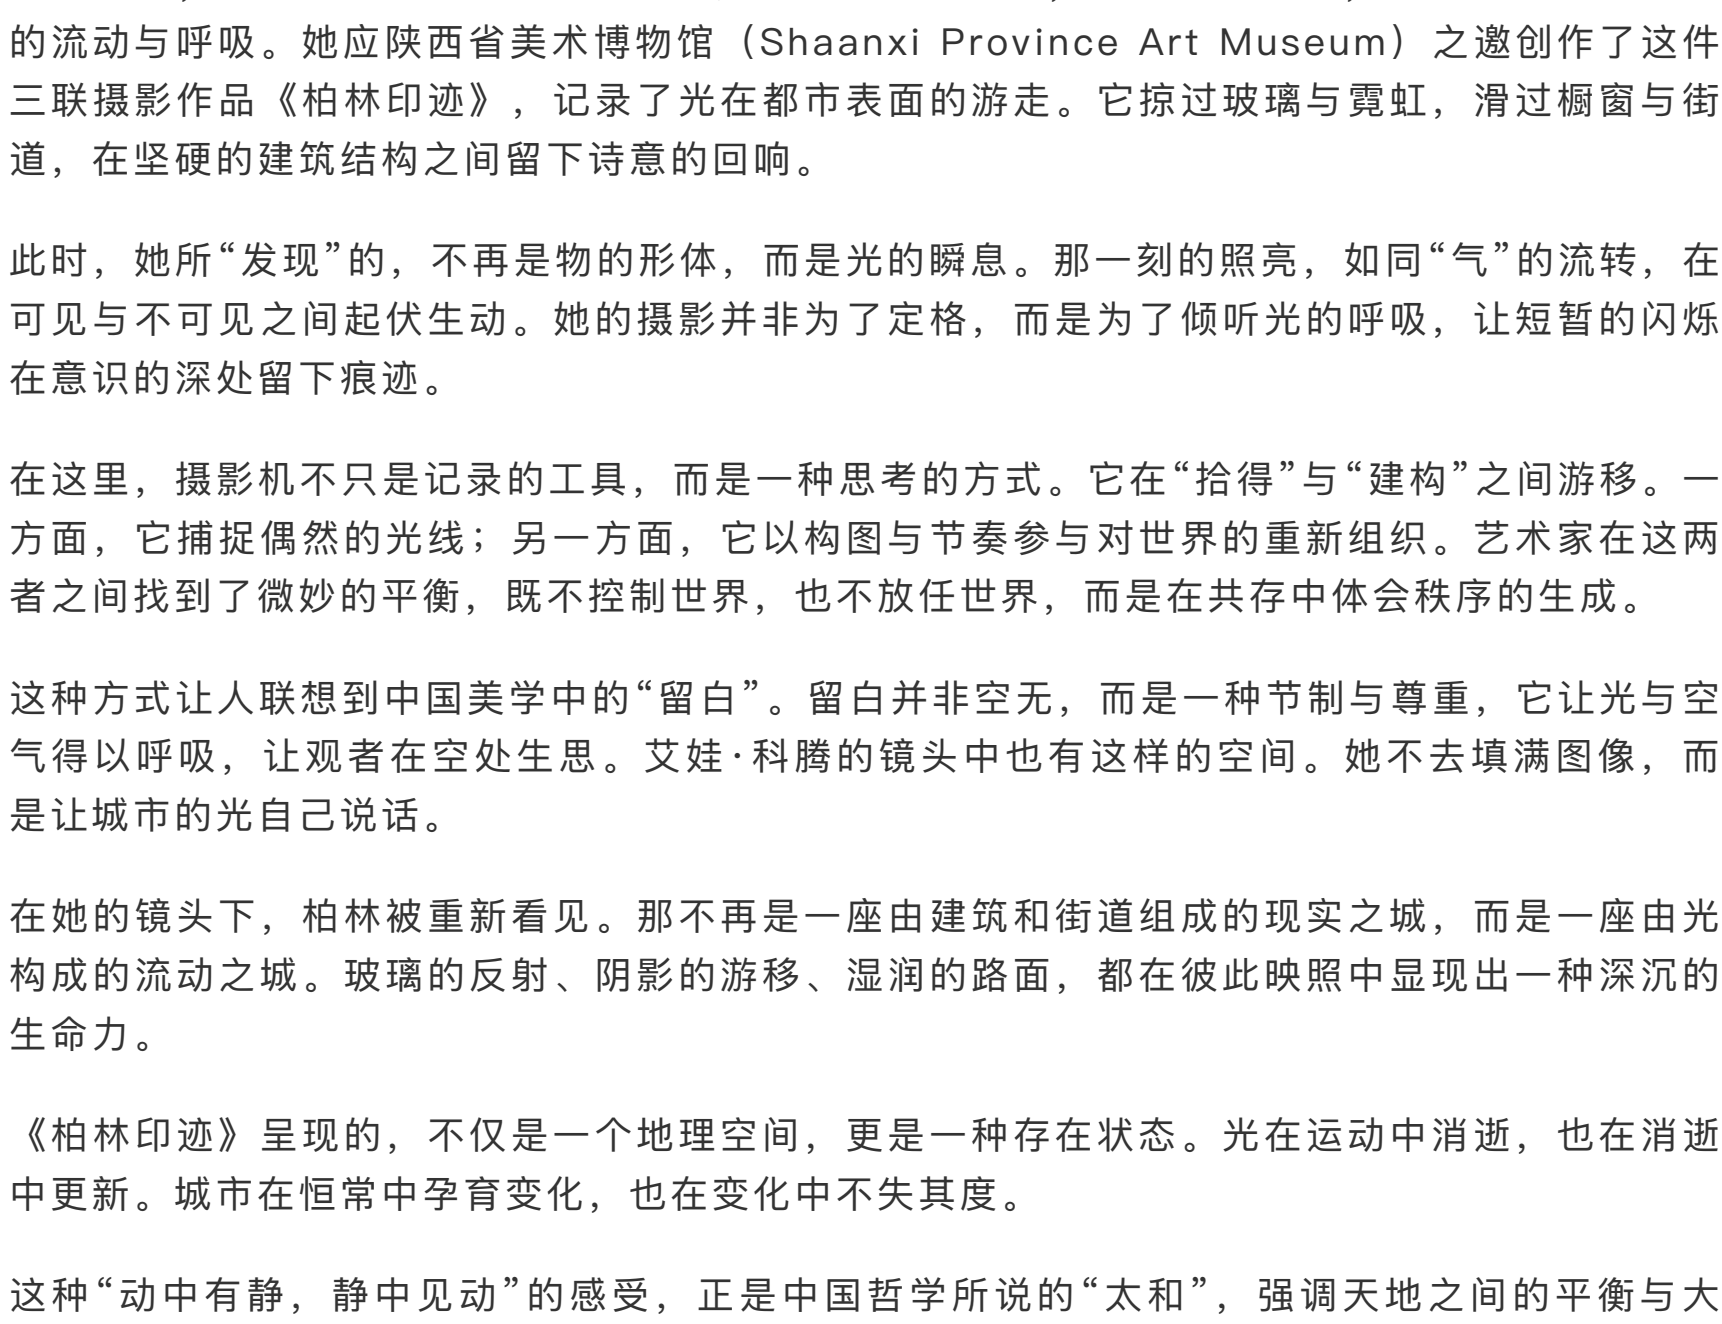 的流动与呼吸。她应陕西省美术博物馆（Shaanxi Province Art Museum）之邀创作了这件
三联摄影作品《柏林印迹》，记录了光在都市表面的游走。它掠过玻璃与霓虹，滑过橱窗与街
道，在坚硬的建筑结构之间留下诗意的回响。
此时，她所“发现”的，不再是物的形体，而是光的瞬息。那一刻的照亮，如同“气”的流转，在
可见与不可见之间起伏生动。她的摄影并非为了定格，而是为了倾听光的呼吸，让短暂的闪烁
在意识的深处留下痕迹。
在这里，摄影机不只是记录的工具，而是一种思考的方式。它在“拾得”与“建构”之间游移。一
方面，它捕捉偶然的光线；另一方面，它以构图与节奏参与对世界的重新组织。艺术家在这两
者之间找到了微妙的平衡，既不控制世界，也不放任世界，而是在共存中体会秩序的生成。
这种方式让人联想到中国美学中的“留白”。留白并非空无，而是一种节制与尊重，它让光与空
气得以呼吸，让观者在空处生思。艾娃·科腾的镜头中也有这样的空间。她不去填满图像，而
是让城市的光自己说话。
在她的镜头下，柏林被重新看见。那不再是一座由建筑和街道组成的现实之城，而是一座由光
构成的流动之城。玻璃的反射、阴影的游移、湿润的路面，都在彼此映照中显现出一种深沉的
生命力。
《柏林印迹》呈现的，不仅是一个地理空间，更是一种存在状态。光在运动中消逝，也在消逝
中更新。城市在恒常中孕育变化，也在变化中不失其度。
这种“动中有静，静中见动”的感受，正是中国哲学所说的“太和”，强调天地之间的平衡与大